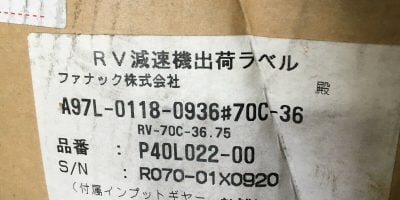 RV減速機出荷ラベル
ファナック株式会社
殿
A97L-0118-0936#70C-36
RV-70C-36.75
品番 : P40L022-00
S/N : R070-01X0920
(付属インプットギヤー